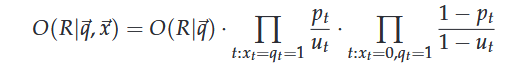 O(R|q⃗, x⃗) = O(R|q⃗) · ∏_{t:x_t=q_t=1} p_t/u_t · ∏_{t:x_t=0,q_t=1} (1 − p_t)/(1 − u_t)